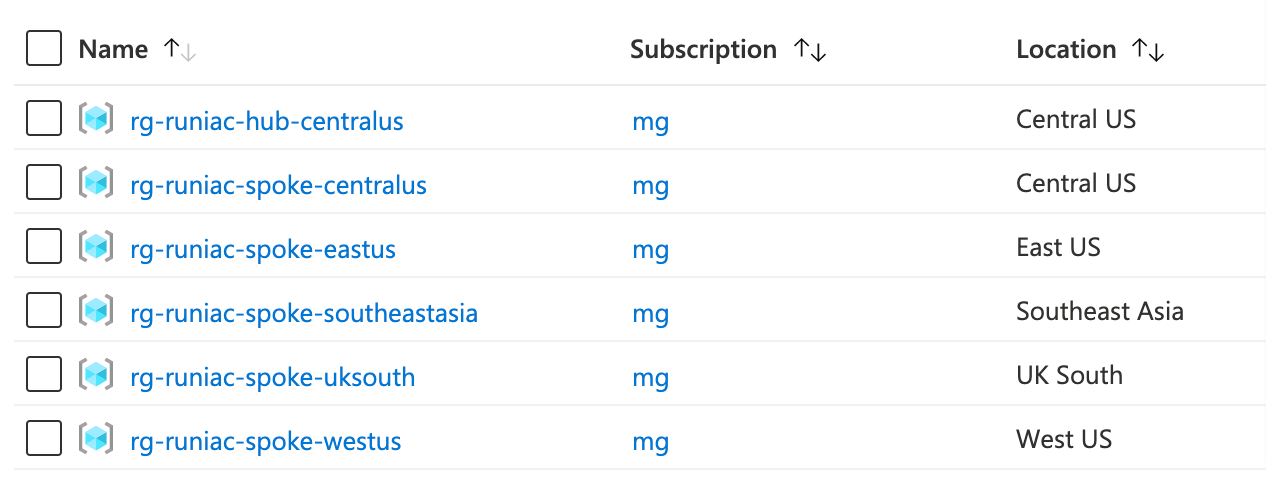 Name Subscription Location
rg-runiac-hub-centralus mg Central US
rg-runiac-spoke-centralus mg Central US
rg-runiac-spoke-eastus mg East US
rg-runiac-spoke-southeastasia mg Southeast Asia
rg-runiac-spoke-uksouth mg UK South
rg-runiac-spoke-westus mg West US